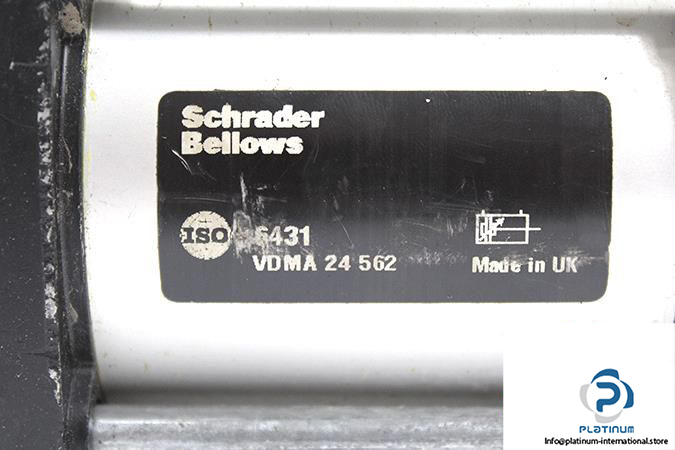 Schrader
Bellows
ISO 6431
VDMA 24 562
Made in UK
PLATINUM
Info@platinum-international.store